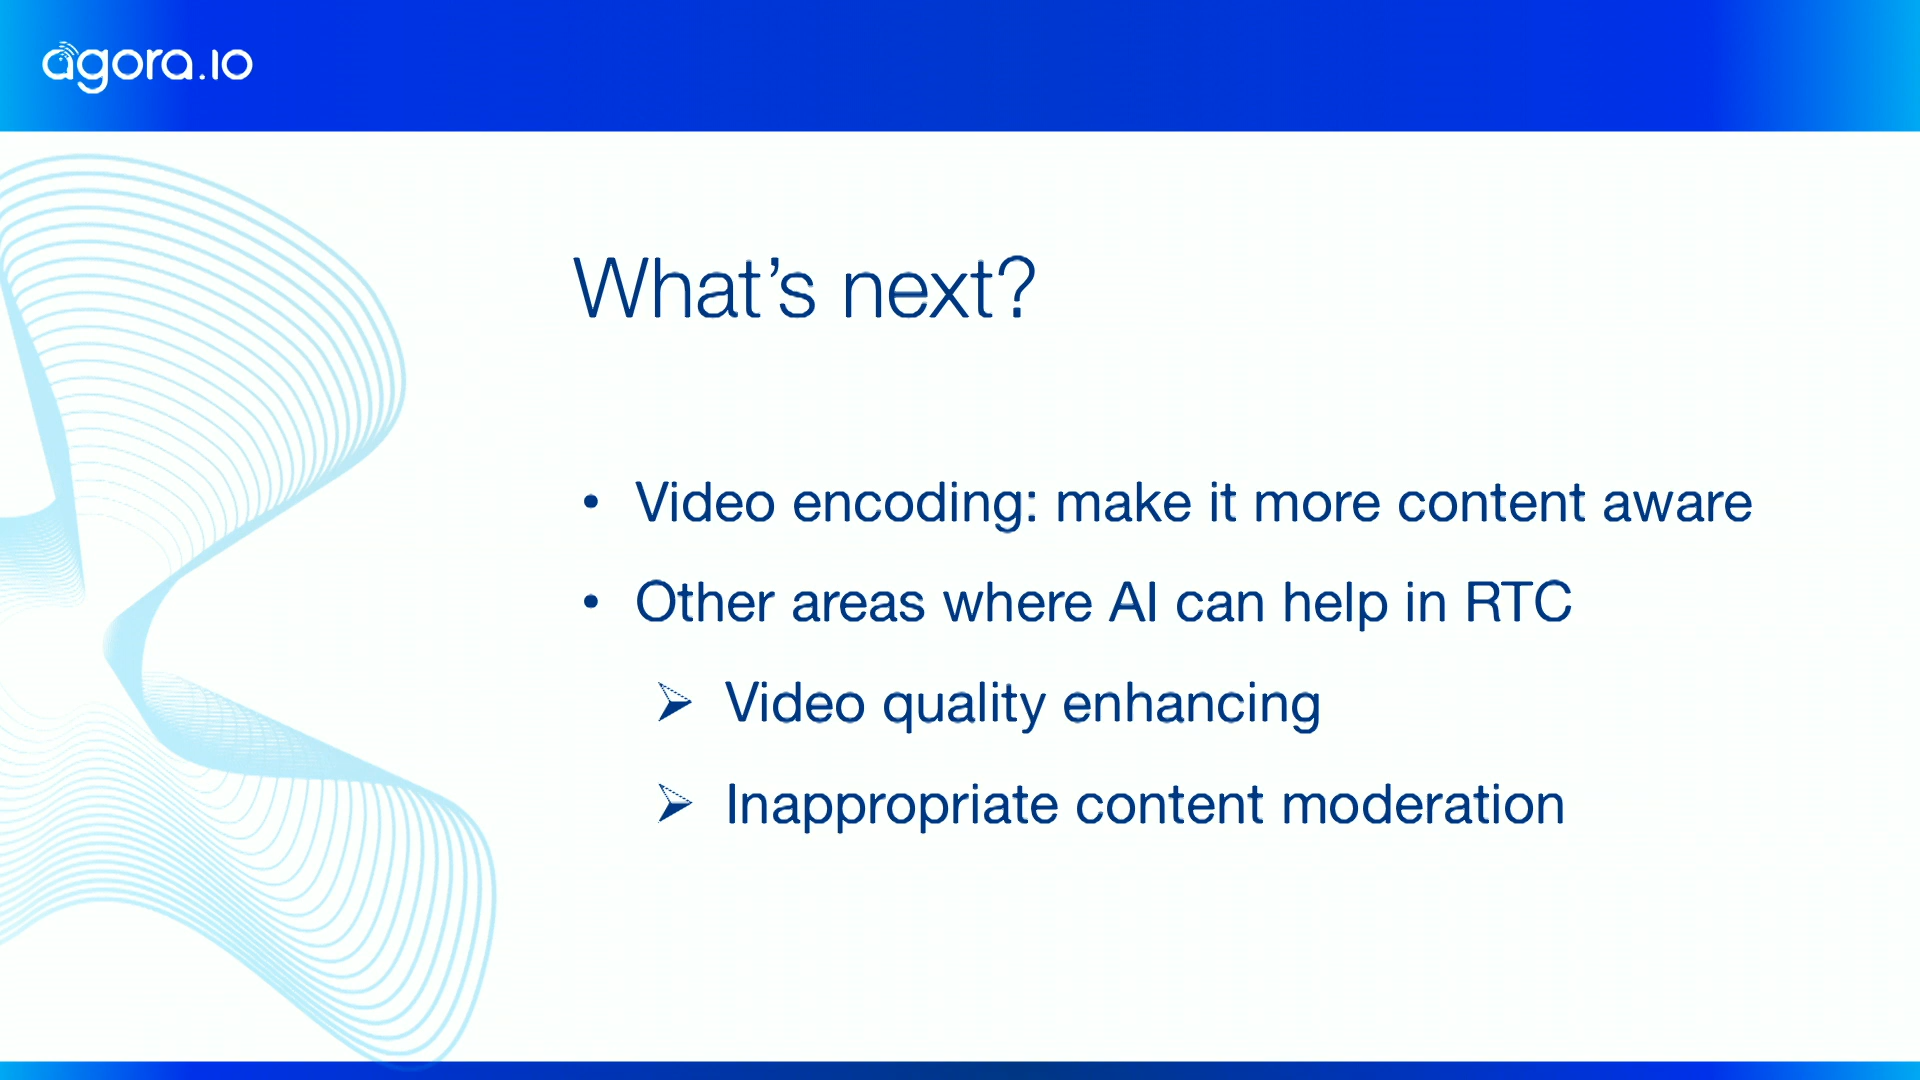 agora.io
What's next?
• Video encoding: make it more content aware
• Other areas where AI can help in RTC
➢ Video quality enhancing
➢ Inappropriate content moderation